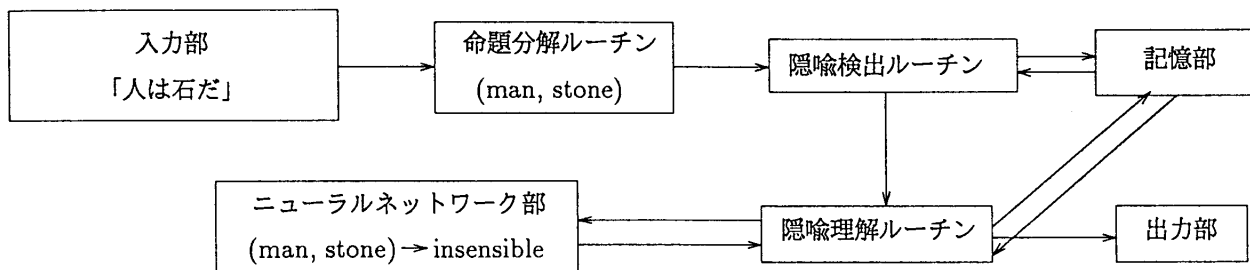 入力部
「人は石だ」
命題分解ルーチン
(man, stone)
隠喩検出ルーチン
記憶部
ニューラルネットワーク部
(man, stone)→insensible
隠喩理解ルーチン
出力部